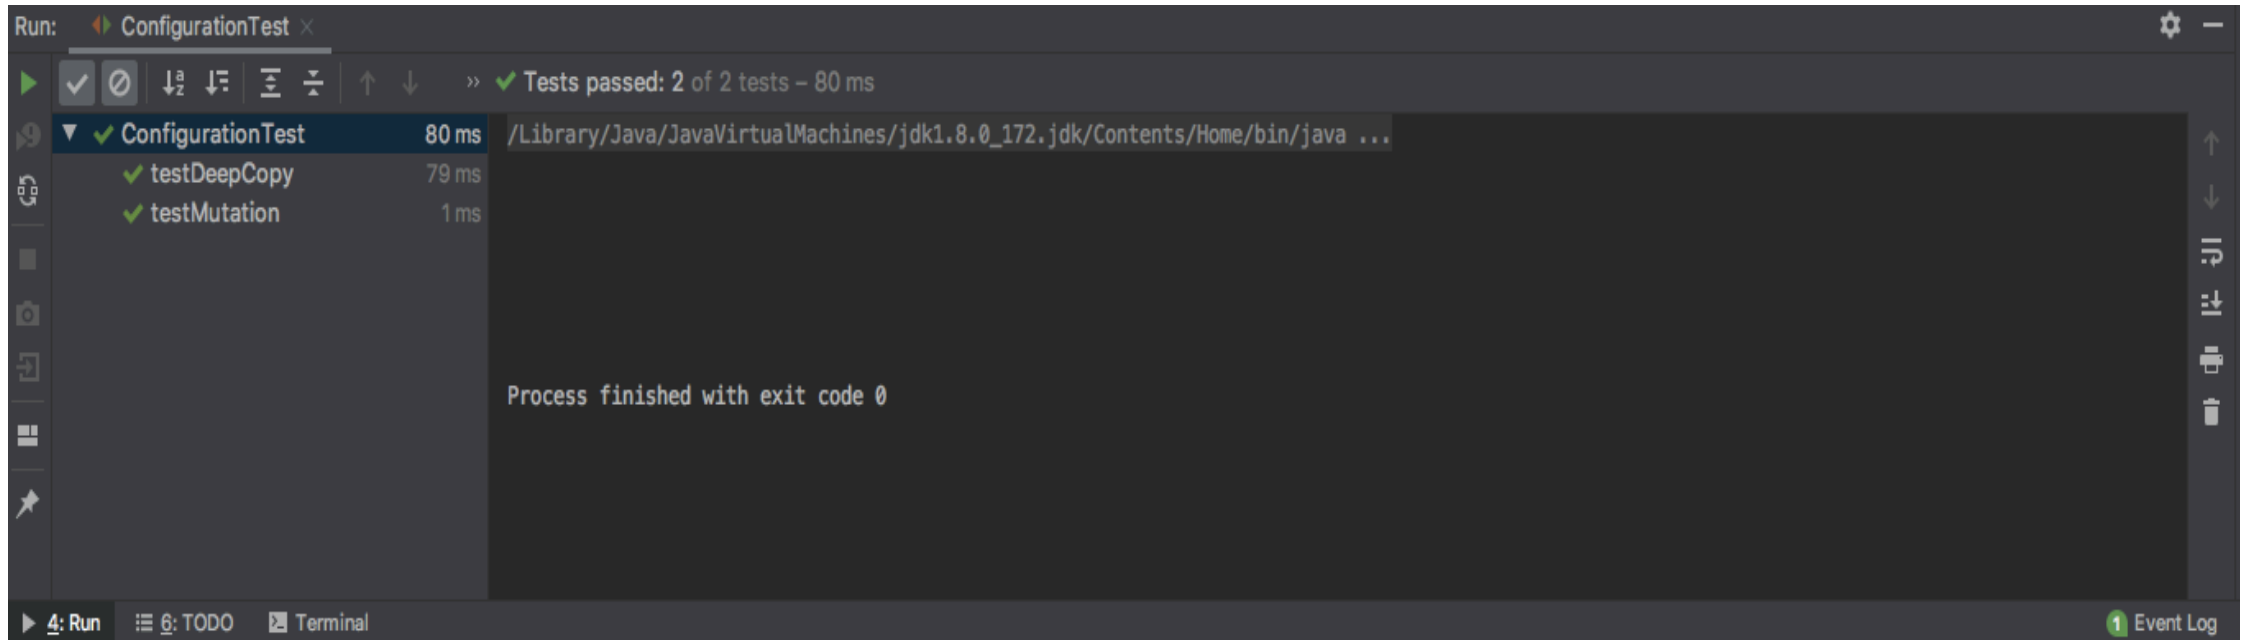 Run: ConfigurationTest
Tests passed: 2 of 2 tests – 80 ms
ConfigurationTest 80 ms
/Library/Java/JavaVirtualMachines/jdk1.8.0_172.jdk/Contents/Home/bin/java ...
testDeepCopy 79 ms
testMutation 1 ms
Process finished with exit code 0
4: Run 6: TODO Terminal 1 Event Log